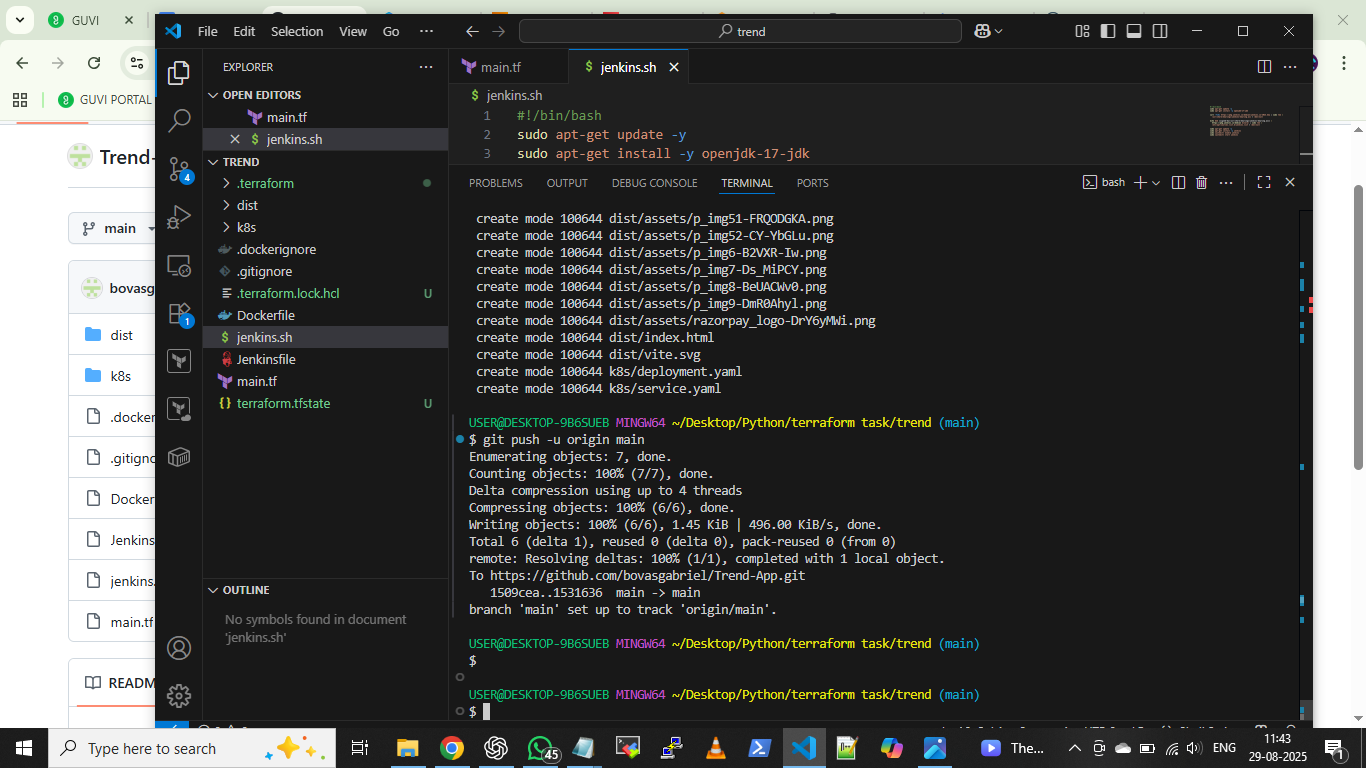 GUVI
File Edit Selection View Go ···
trend
GUVI PORTAL
Trend-
main
bovasg
dist
k8s
.docker
.gitigno
Docker
Jenkins
jenkins.
main.tf
README
EXPLORER
OPEN EDITORS
main.tf
jenkins.sh
TREND
.terraform
dist
k8s
.dockerignore
.gitignore
.terraform.lock.hcl U
Dockerfile
jenkins.sh
Jenkinsfile
main.tf
terraform.tfstate U
OUTLINE
No symbols found in document
'jenkins.sh'
4
1
main.tf
jenkins.sh
jenkins.sh
1 #!/bin/bash
2 sudo apt-get update -y
3 sudo apt-get install -y openjdk-17-jdk
PROBLEMS OUTPUT DEBUG CONSOLE TERMINAL PORTS
bash
create mode 100644 dist/assets/p_img51-FRQODGKA.png
create mode 100644 dist/assets/p_img52-CY-YbGLu.png
create mode 100644 dist/assets/p_img6-B2VXR-Iw.png
create mode 100644 dist/assets/p_img7-Ds_MiPCY.png
create mode 100644 dist/assets/p_img8-BeUACWv0.png
create mode 100644 dist/assets/p_img9-DmR0Ahyl.png
create mode 100644 dist/assets/razorpay_logo-DrY6yMWi.png
create mode 100644 dist/index.html
create mode 100644 dist/vite.svg
create mode 100644 k8s/deployment.yaml
create mode 100644 k8s/service.yaml
USER@DESKTOP-9B6SUEB MINGW64 ~/Desktop/Python/terraform task/trend (main)
$ git push -u origin main
Enumerating objects: 7, done.
Counting objects: 100% (7/7), done.
Delta compression using up to 4 threads
Compressing objects: 100% (6/6), done.
Writing objects: 100% (6/6), 1.45 KiB | 496.00 KiB/s, done.
Total 6 (delta 1), reused 0 (delta 0), pack-reused 0 (from 0)
remote: Resolving deltas: 100% (1/1), completed with 1 local object.
To https://github.com/bovasgabriel/Trend-App.git
1509cea..1531636 main -> main
branch 'main' set up to track 'origin/main'.
USER@DESKTOP-9B6SUEB MINGW64 ~/Desktop/Python/terraform task/trend (main)
$
USER@DESKTOP-9B6SUEB MINGW64 ~/Desktop/Python/terraform task/trend (main)
$
Type here to search
45
The...
ENG
11:43
29-08-2025
1